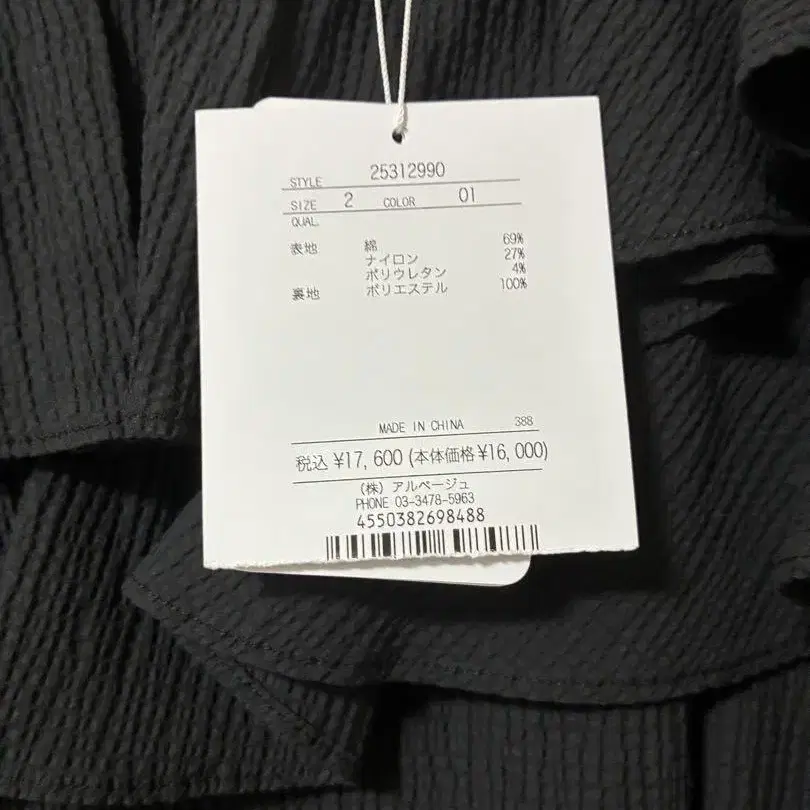 STYLE 25312990
SIZE 2 COLOR 01
QUAL.
表地 綿 69%
ナイロン 27%
ポリウレタン 4%
裏地 ポリエステル 100%
MADE IN CHINA 388
税込 ¥17,600 (本体価格¥16,000)
(株) アルページュ
PHONE 03-3478-5963
4550382698488